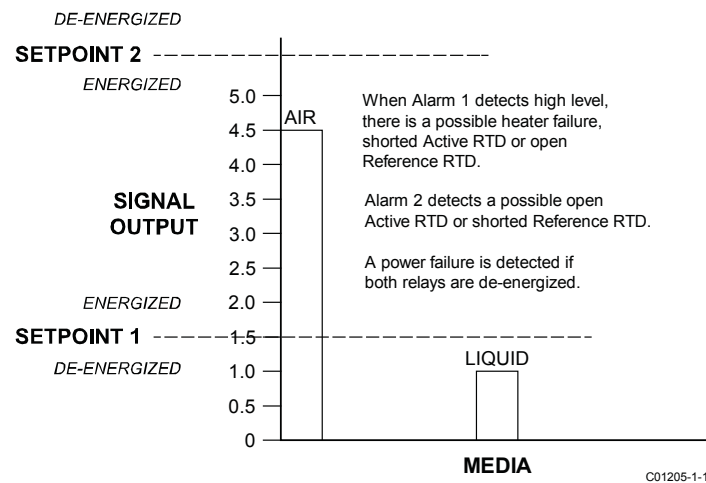 DE-ENERGIZED
SETPOINT 2
ENERGIZED
5.0
AIR
4.5
When Alarm 1 detects high level,
there is a possible heater failure,
shorted Active RTD or open
Reference RTD.
4.0
SIGNAL
OUTPUT
3.5
Alarm 2 detects a possible open
Active RTD or shorted Reference RTD.
3.0
2.5
A power failure is detected if
both relays are de-energized.
ENERGIZED
2.0
SETPOINT 1
1.5
DE-ENERGIZED
1.0
LIQUID
0.5
0
MEDIA
C01205-1-1